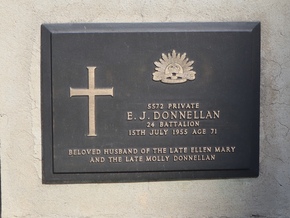 5572 PRIVATE
E. J. DONNELLAN
24 BATTALION
15TH JULY 1955 AGE 71
BELOVED HUSBAND OF THE LATE ELLEN MARY
AND THE LATE MOLLY DONNELLAN